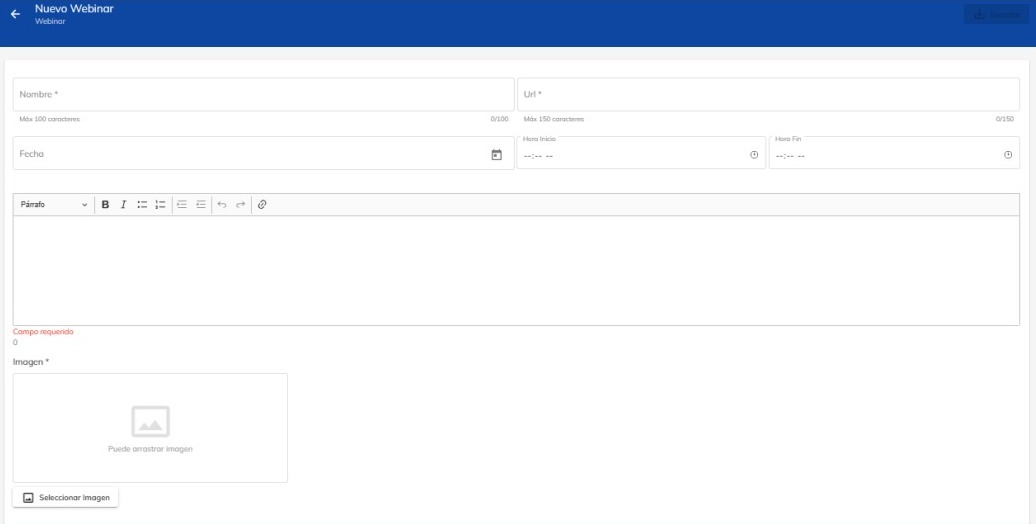 Nuevo Webinar
Webinar
Nombre *
Url *
Máx 100 caracteres
0/100
Máx 150 caracteres
0/150
Fecha
Hora Inicio
--:-- --
Hora Fin
--:-- --
Párrafo
B
I
Campo requerido
0
Imagen *
Puede arrastrar imagen
Seleccionar Imagen